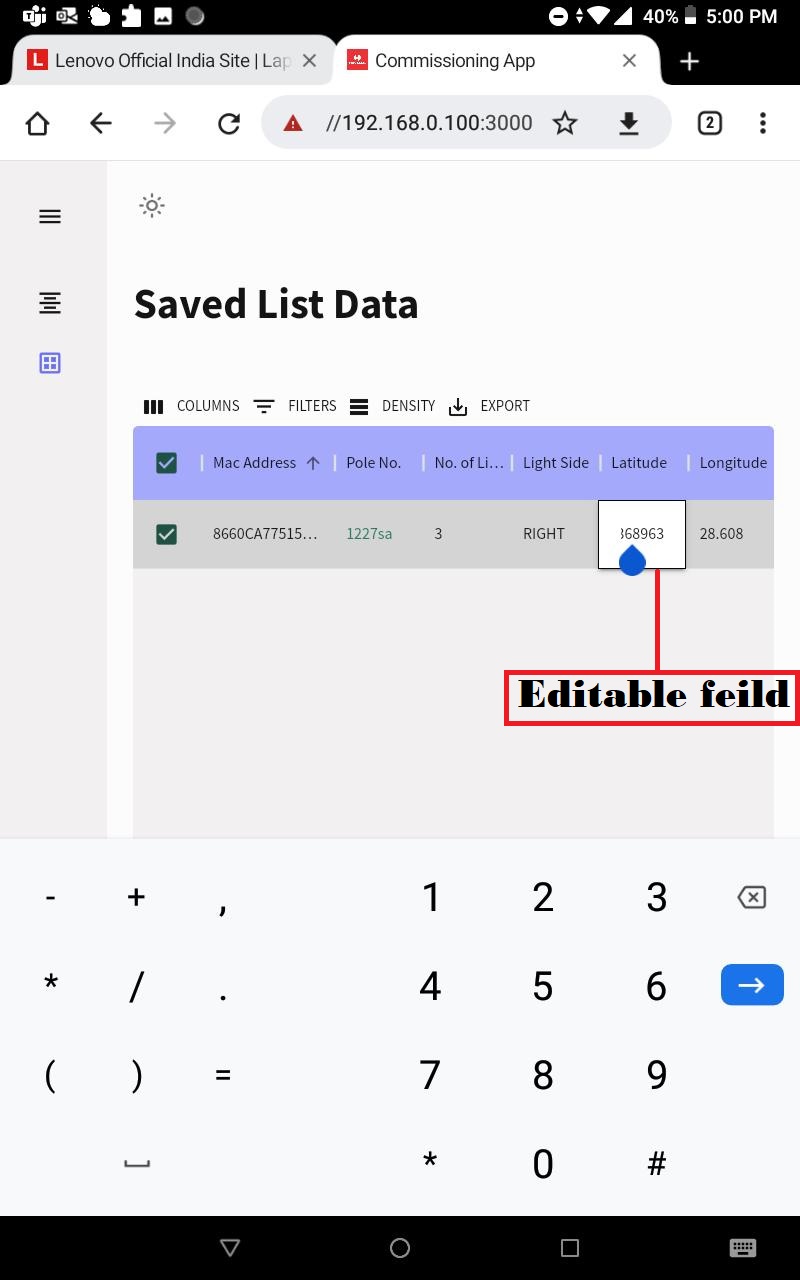 40% 5:00 PM
Lenovo Official India Site | Lap
Commissioning App
//192.168.0.100:3000
2
Saved List Data
COLUMNS FILTERS DENSITY EXPORT
Mac Address Pole No. No. of Li... Light Side Latitude Longitude
8660CA77515... 1227sa 3 RIGHT 368963 28.608
Editable feild
- + , 1 2 3
* / . 4 5 6
( ) = 7 8 9
* 0 #